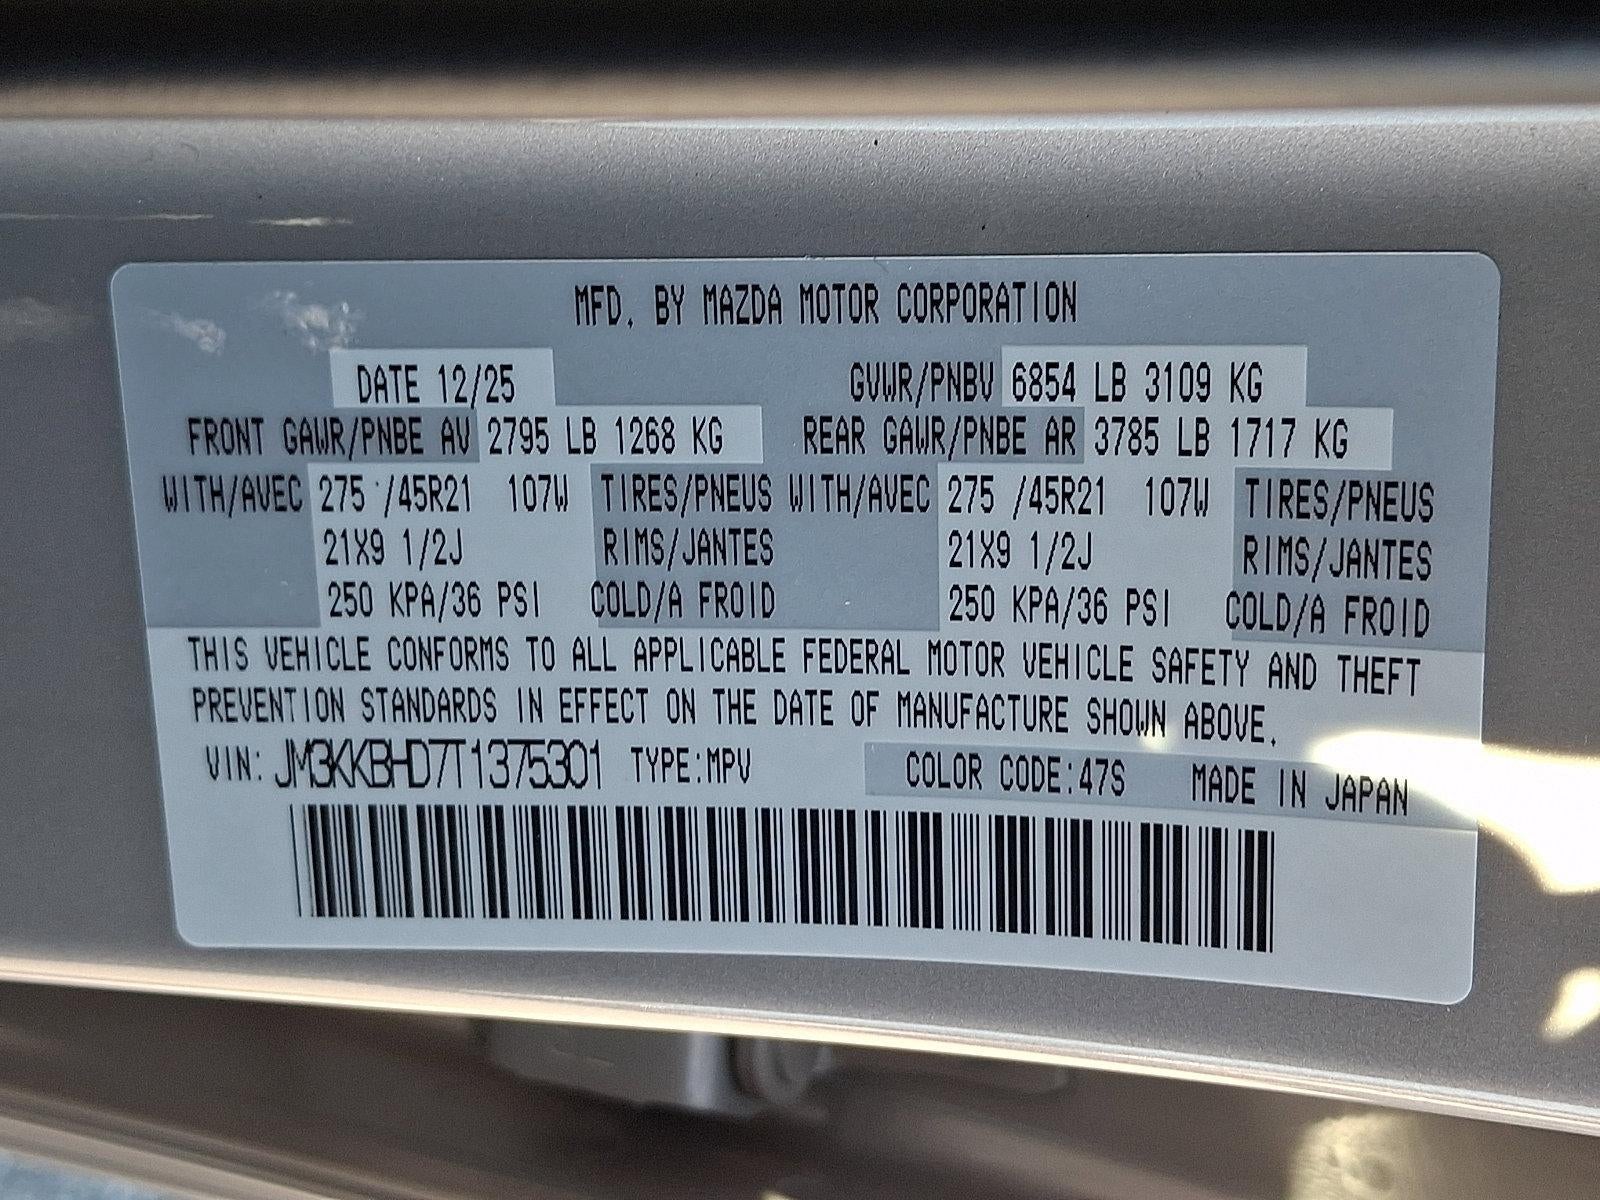 MFD. BY MAZDA MOTOR CORPORATION
DATE 12/25 GVWR/PNBV 6854 LB 3109 KG
FRONT GAWR/PNBE AV 2795 LB 1268 KG REAR GAWR/PNBE AR 3785 LB 1717 KG
WITH/AVEC 275 /45R21 107W TIRES/PNEUS WITH/AVEC 275 /45R21 107W TIRES/PNEUS
21X9 1/2J RIMS/JANTES 21X9 1/2J RIMS/JANTES
250 KPA/36 PSI COLD/A FROID 250 KPA/36 PSI COLD/A FROID
THIS VEHICLE CONFORMS TO ALL APPLICABLE FEDERAL MOTOR VEHICLE SAFETY AND THEFT
PREVENTION STANDARDS IN EFFECT ON THE DATE OF MANUFACTURE SHOWN ABOVE.
VIN: JM3KKBHD7T1375301 TYPE:MPV COLOR CODE:47S MADE IN JAPAN